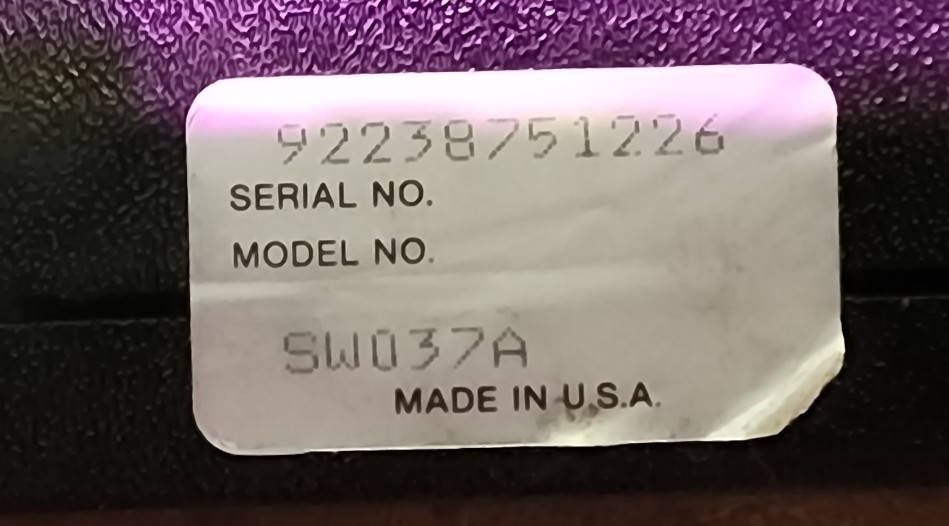 92238751226
SERIAL NO.
MODEL NO.
SW037A
MADE IN U.S.A.